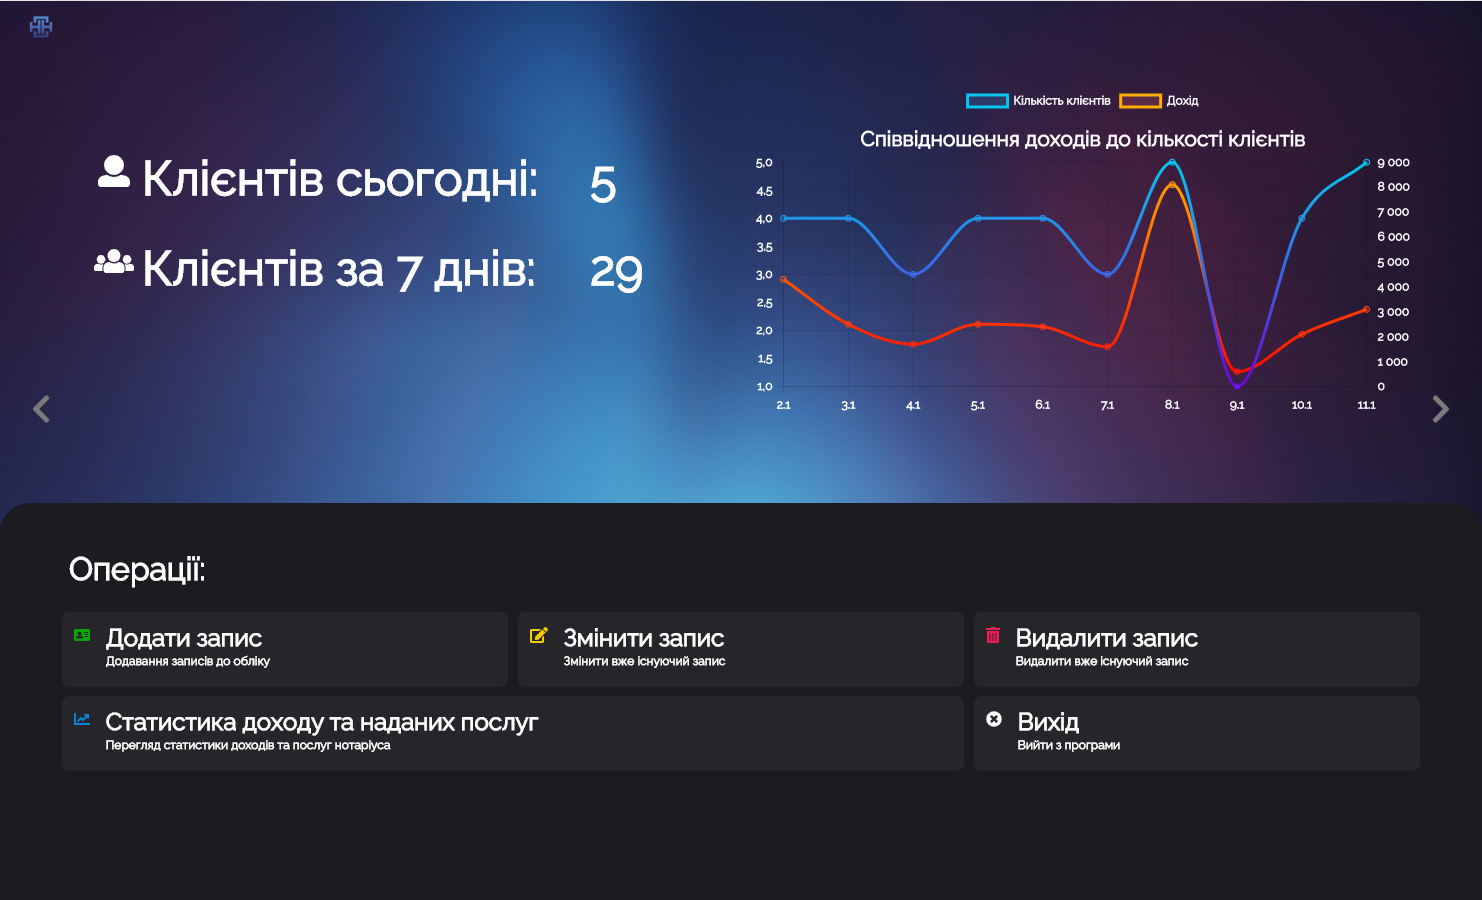 Клієнтів сьогодні: 5
Клієнтів за 7 днів: 29
Кількість клієнтів Дохід
Співвідношення доходів до кількості клієнтів
5,0 9 000
4,5 8 000
4,0 7 000
3,5 6 000
3,0 5 000
2,5 4 000
2,0 3 000
1,5 2 000
1,0 1 000
0
2.1 3.1 4.1 5.1 6.1 7.1 8.1 9.1 10.1 11.1
Операції:
Додати запис
Додавання записів до обліку
Змінити запис
Змінити вже існуючий запис
Видалити запис
Видалити вже існуючий запис
Статистика доходу та наданих послуг
Перегляд статистики доходів та послуг нотаріуса
Вихід
Вийти з програми